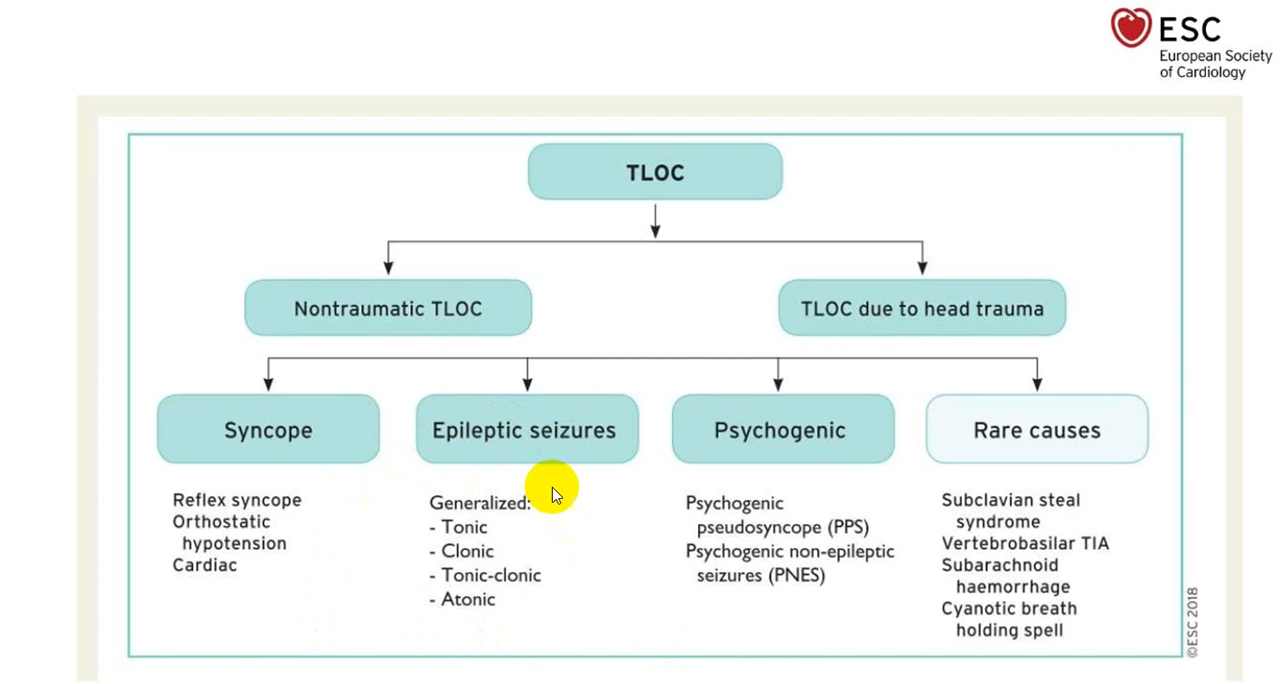 ESC
European Society
of Cardiology
TLOC
Nontraumatic TLOC
TLOC due to head trauma
Syncope
Epileptic seizures
Psychogenic
Rare causes
Reflex syncope
Orthostatic
hypotension
Cardiac
Generalized:
- Tonic
- Clonic
- Tonic-clonic
- Atonic
Psychogenic
pseudosyncope (PPS)
Psychogenic non-epileptic
seizures (PNES)
Subclavian steal
syndrome
Vertebrobasilar TIA
Subarachnoid
haemorrhage
Cyanotic breath
holding spell
©ESC 2018